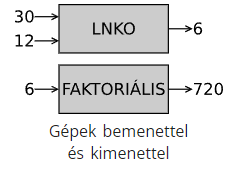 30
12
LNKO
6
6
FAKTORIÁLIS
720
Gépek bemenettel
és kimenettel